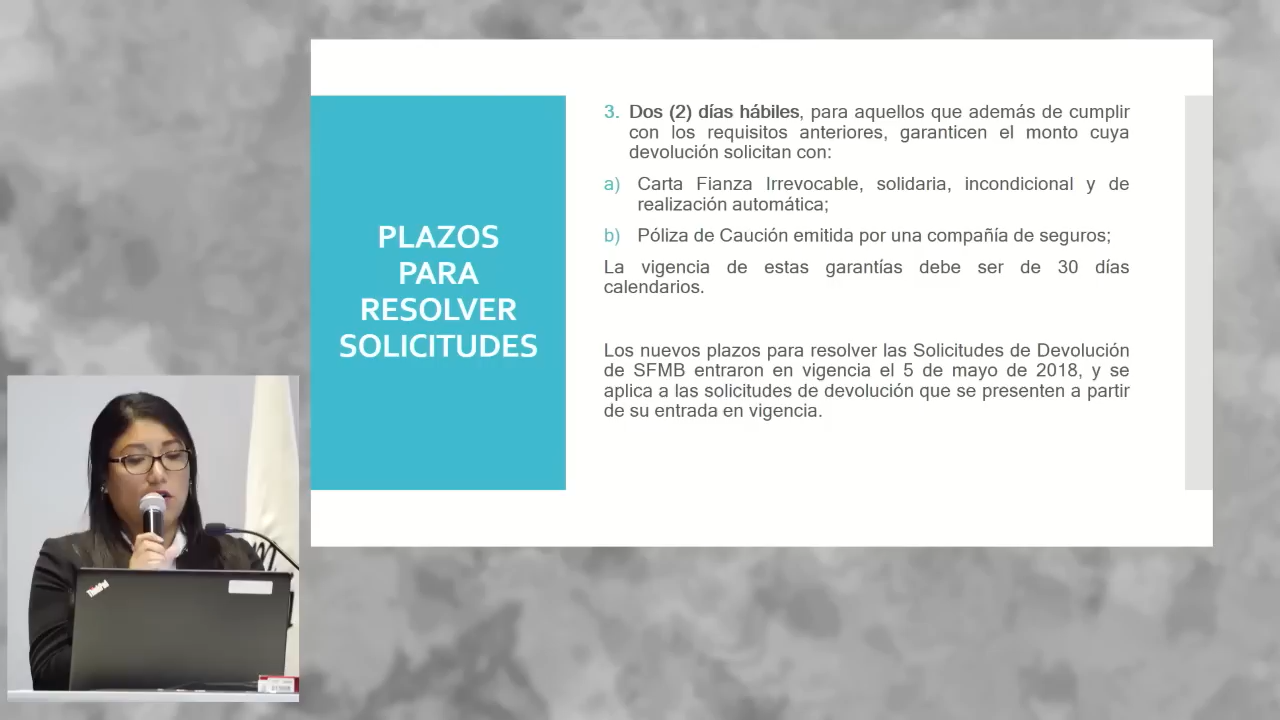 PLAZOS
PARA
RESOLVER
SOLICITUDES
3. Dos (2) días hábiles, para aquellos que además de cumplir
con los requisitos anteriores, garanticen el monto cuya
devolución solicitan con:
a) Carta Fianza Irrevocable, solidaria, incondicional y de
realización automática;
b) Póliza de Caución emitida por una compañía de seguros;
La vigencia de estas garantías debe ser de 30 días
calendarios.
Los nuevos plazos para resolver las Solicitudes de Devolución
de SFMB entraron en vigencia el 5 de mayo de 2018, y se
aplica a las solicitudes de devolución que se presenten a partir
de su entrada en vigencia.
ThinkPad